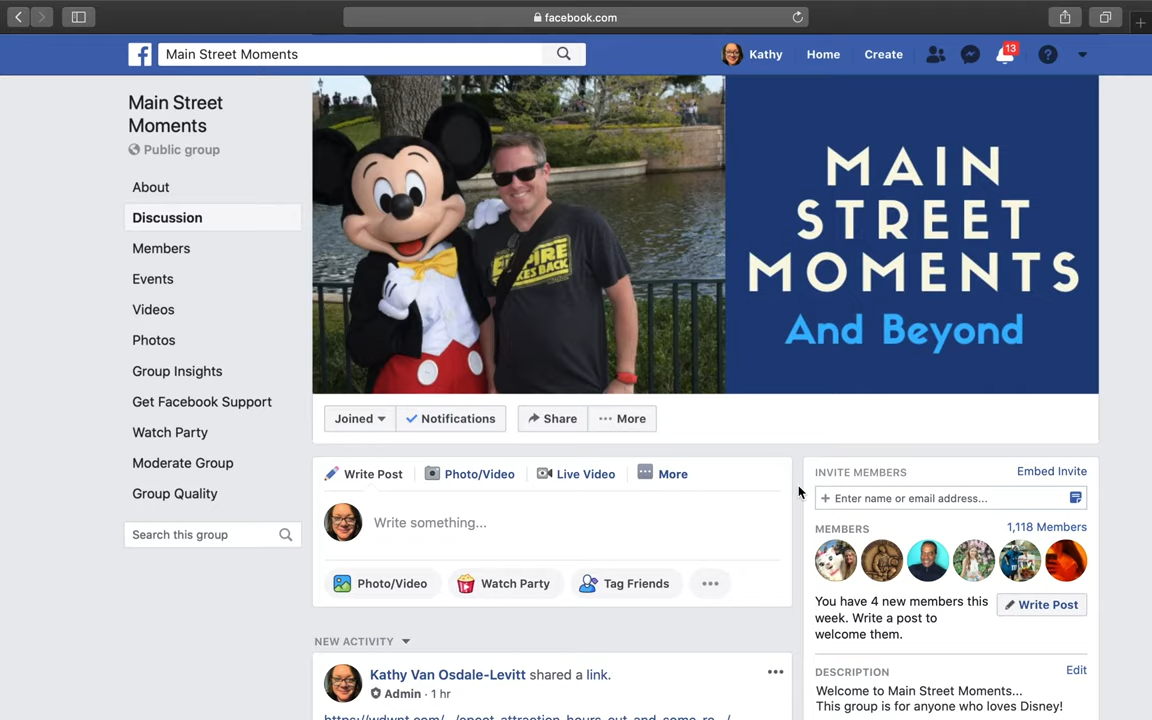 facebook.com
Main Street Moments
Kathy
Home
Create
13
Main Street
Moments
Public group
About
Discussion
Members
Events
Videos
Photos
Group Insights
Get Facebook Support
Watch Party
Moderate Group
Group Quality
Search this group
MAIN
STREET
MOMENTS
And Beyond
EMPIRE
Joined
Notifications
Share
More
Write Post
Photo/Video
Live Video
More
Write something...
Photo/Video
Watch Party
Tag Friends
NEW ACTIVITY
Kathy Van Osdale-Levitt shared a link.
Admin · 1 hr
INVITE MEMBERS
Embed Invite
+ Enter name or email address...
MEMBERS
1,118 Members
You have 4 new members this
week. Write a post to
welcome them.
Write Post
DESCRIPTION
Edit
Welcome to Main Street Moments...
This group is for anyone who loves Disney!